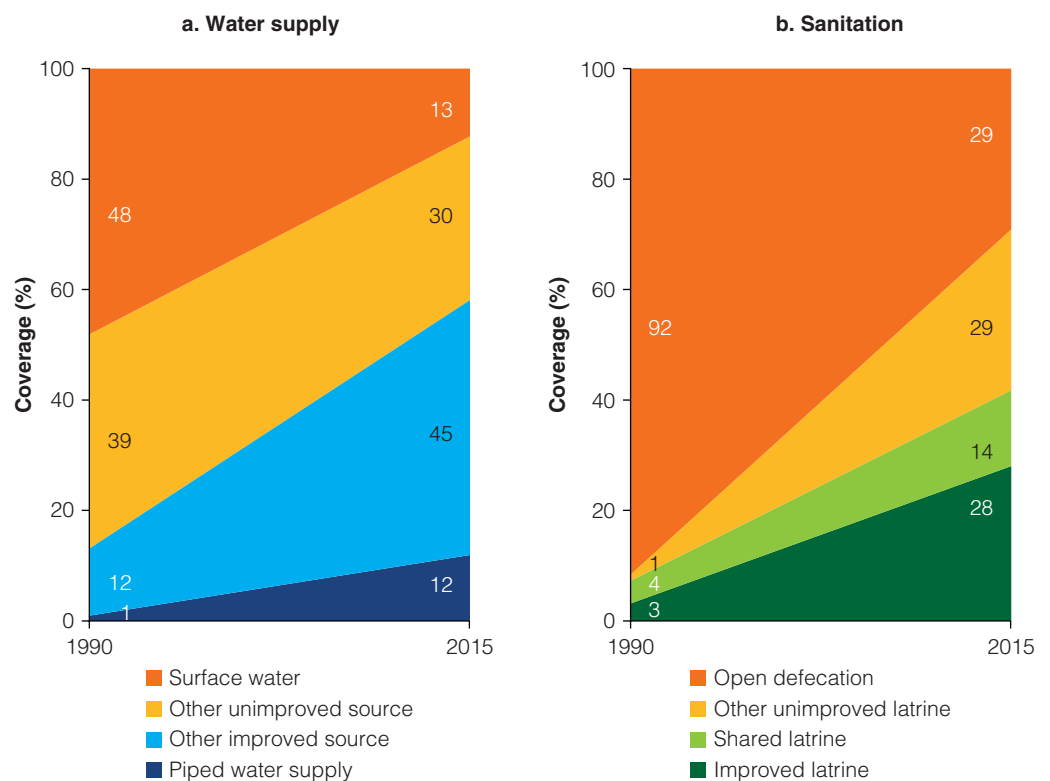 a. Water supply
100
80
60
40
20
0
Coverage (%)
48
39
12
1
13
30
45
12
1990
2015
Surface water
Other unimproved source
Other improved source
Piped water supply
b. Sanitation
100
80
60
40
20
0
Coverage (%)
92
1
4
3
29
29
14
28
1990
2015
Open defecation
Other unimproved latrine
Shared latrine
Improved latrine